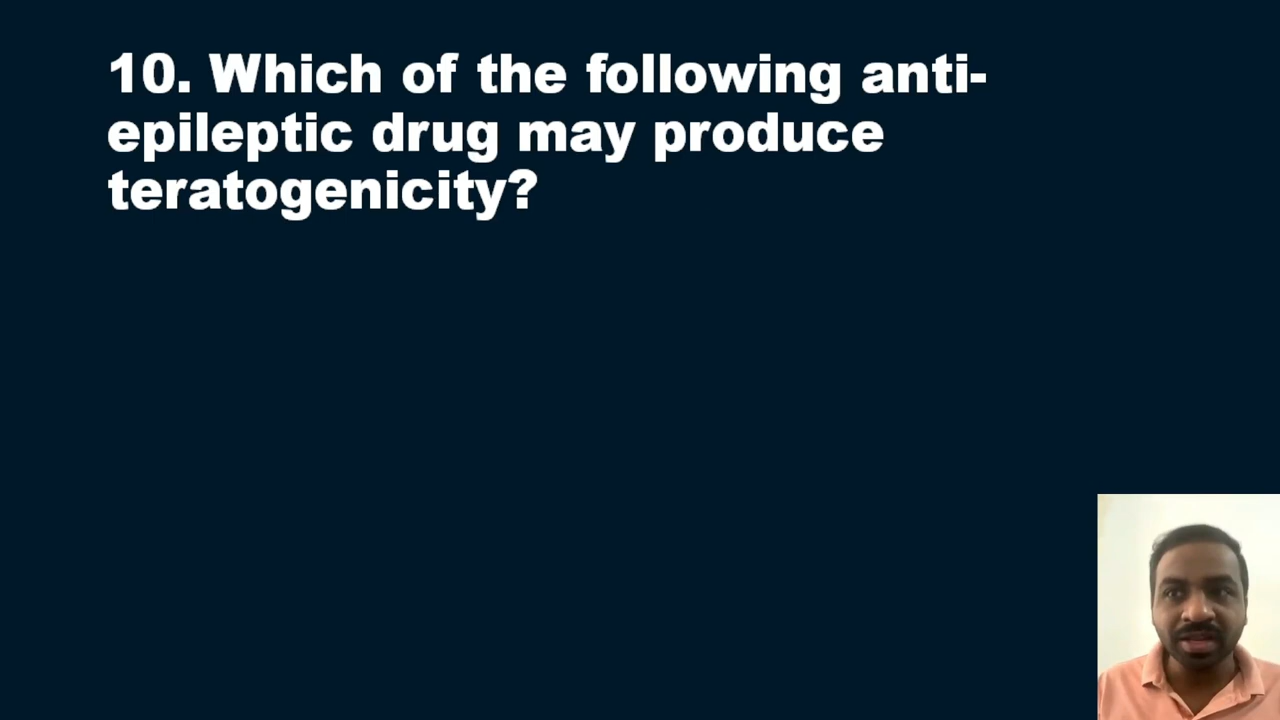 10. Which of the following anti-
epileptic drug may produce
teratogenicity?